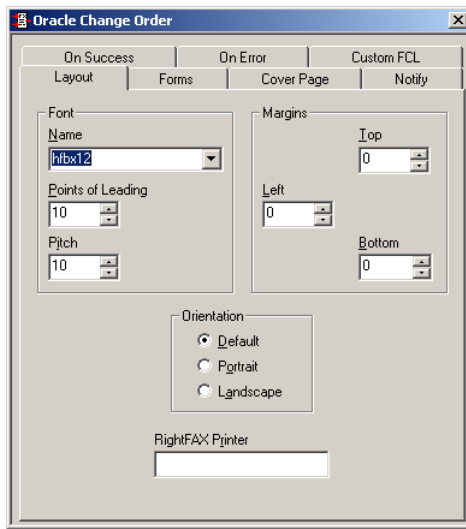 Oracle Change Order
On Success On Error Custom FCL
Layout Forms Cover Page Notify
Font
Name
hfbx12
Points of Leading
10
Pitch
10
Margins
Top
0
Left
0
Bottom
0
Orientation
Default
Portrait
Landscape
RightFAX Printer